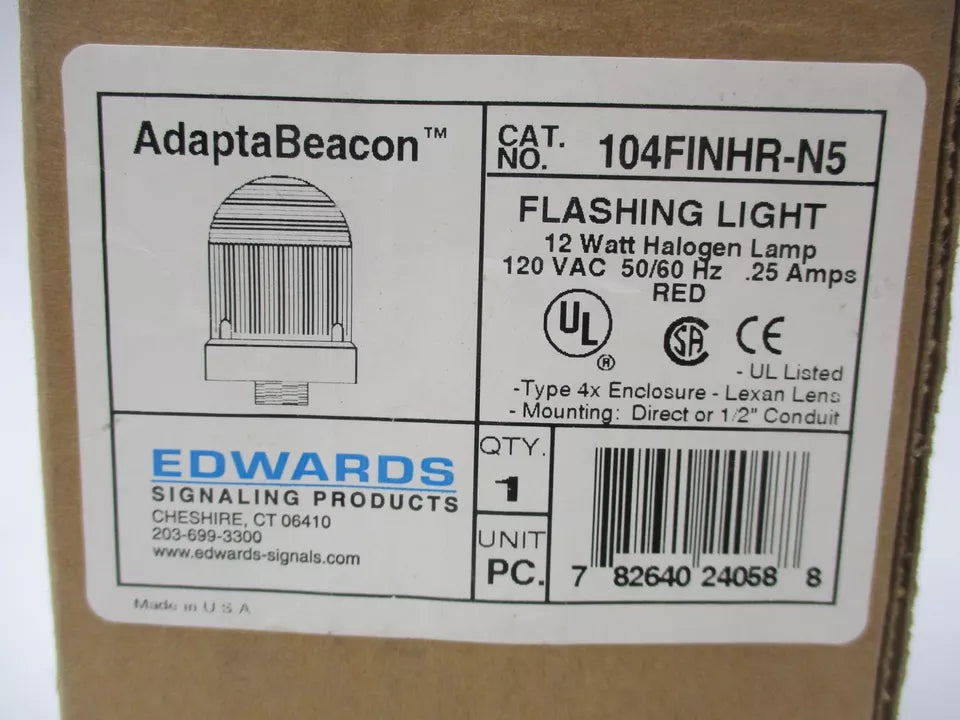 AdaptaBeacon™
CAT. NO. 104FINHR-N5
FLASHING LIGHT
12 Watt Halogen Lamp
120 VAC 50/60 Hz .25 Amps
RED
UL ®
SA CE
- UL Listed
-Type 4x Enclosure - Lexan Lens
- Mounting: Direct or 1/2" Conduit
EDWARDS
SIGNALING PRODUCTS
CHESHIRE, CT 06410
203-699-3300
www.edwards-signals.com
QTY.
1
UNIT
PC.
7 82640 24058 8
Made in U S A